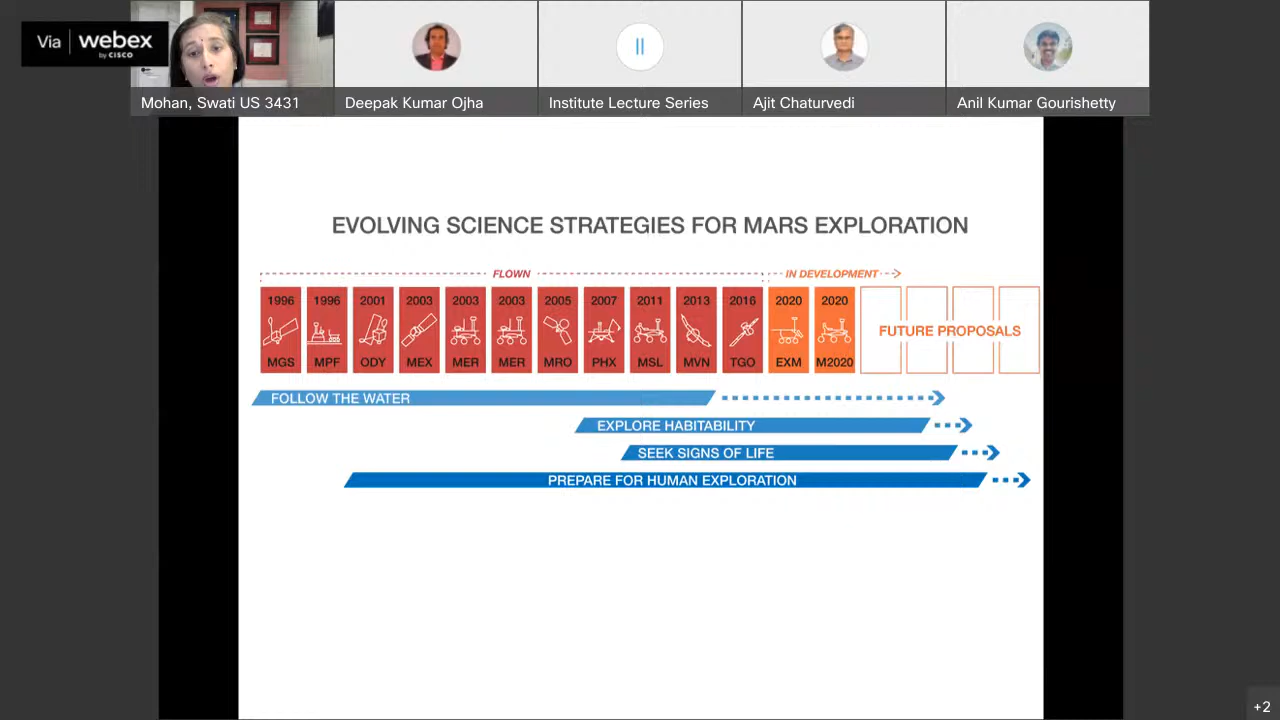 Via webex
by CISCO
Mohan, Swati US 3431
Deepak Kumar Ojha
Institute Lecture Series
Ajit Chaturvedi
Anil Kumar Gourishetty
EVOLVING SCIENCE STRATEGIES FOR MARS EXPLORATION
FLOWN
IN DEVELOPMENT
1996 1996 2001 2003 2003 2003 2005 2007 2011 2013 2016 2020 2020
FUTURE PROPOSALS
MGS MPF ODY MEX MER MER MRO PHX MSL MVN TGO EXM M2020
FOLLOW THE WATER
EXPLORE HABITABILITY
SEEK SIGNS OF LIFE
PREPARE FOR HUMAN EXPLORATION
+2